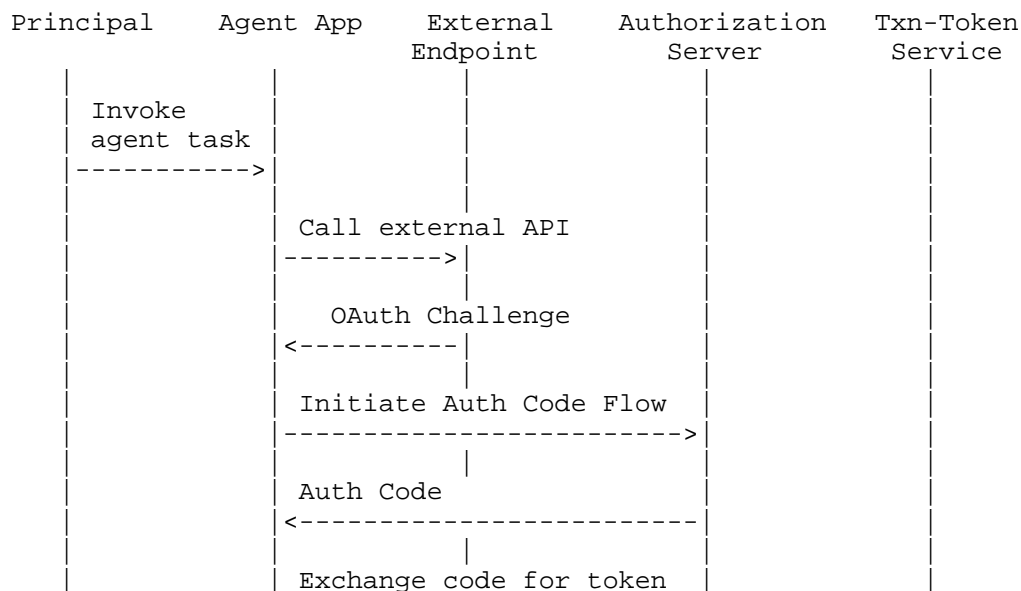 Principal Agent App External Authorization Txn-Token
Endpoint Server Service
Invoke
agent task
Call external API
OAuth Challenge
Initiate Auth Code Flow
Auth Code
Exchange code for token